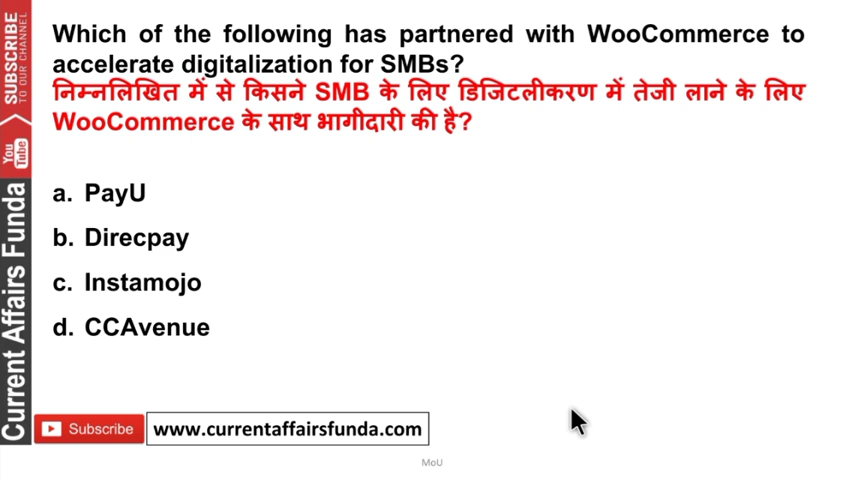 Which of the following has partnered with WooCommerce to
accelerate digitalization for SMBs?
निम्नलिखित में से किसने SMB के लिए डिजिटलीकरण में तेजी लाने के लिए
WooCommerce के साथ भागीदारी की है?
a. PayU
b. Direcpay
c. Instamojo
d. CCAvenue
SUBSCRIBE
TO OUR CHANNEL
You
Tube
Current Affairs Funda
Subscribe
www.currentaffairsfunda.com
MoU